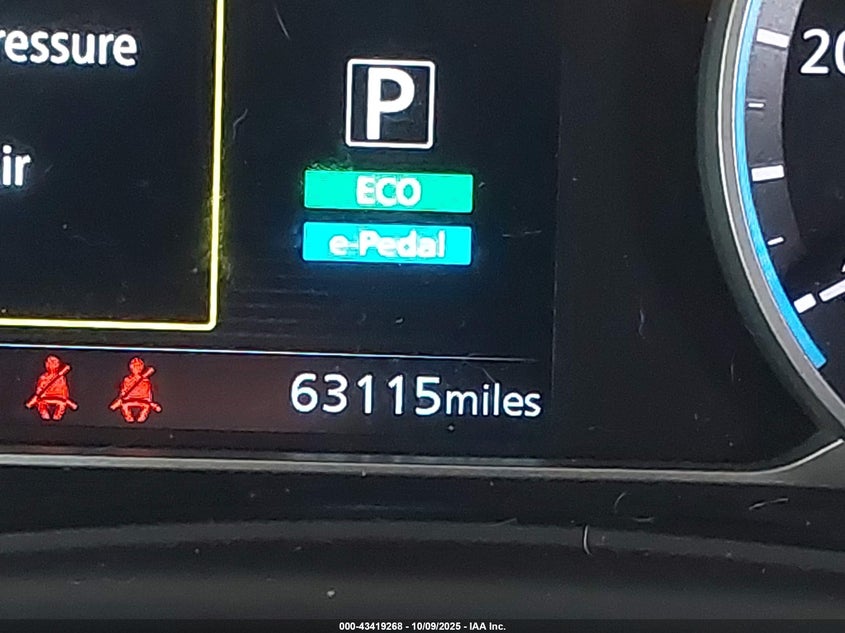 ressure
P
20
ir
ECO
e-Pedal
63115miles
000-43419268 - 10/09/2025 - IAA Inc.